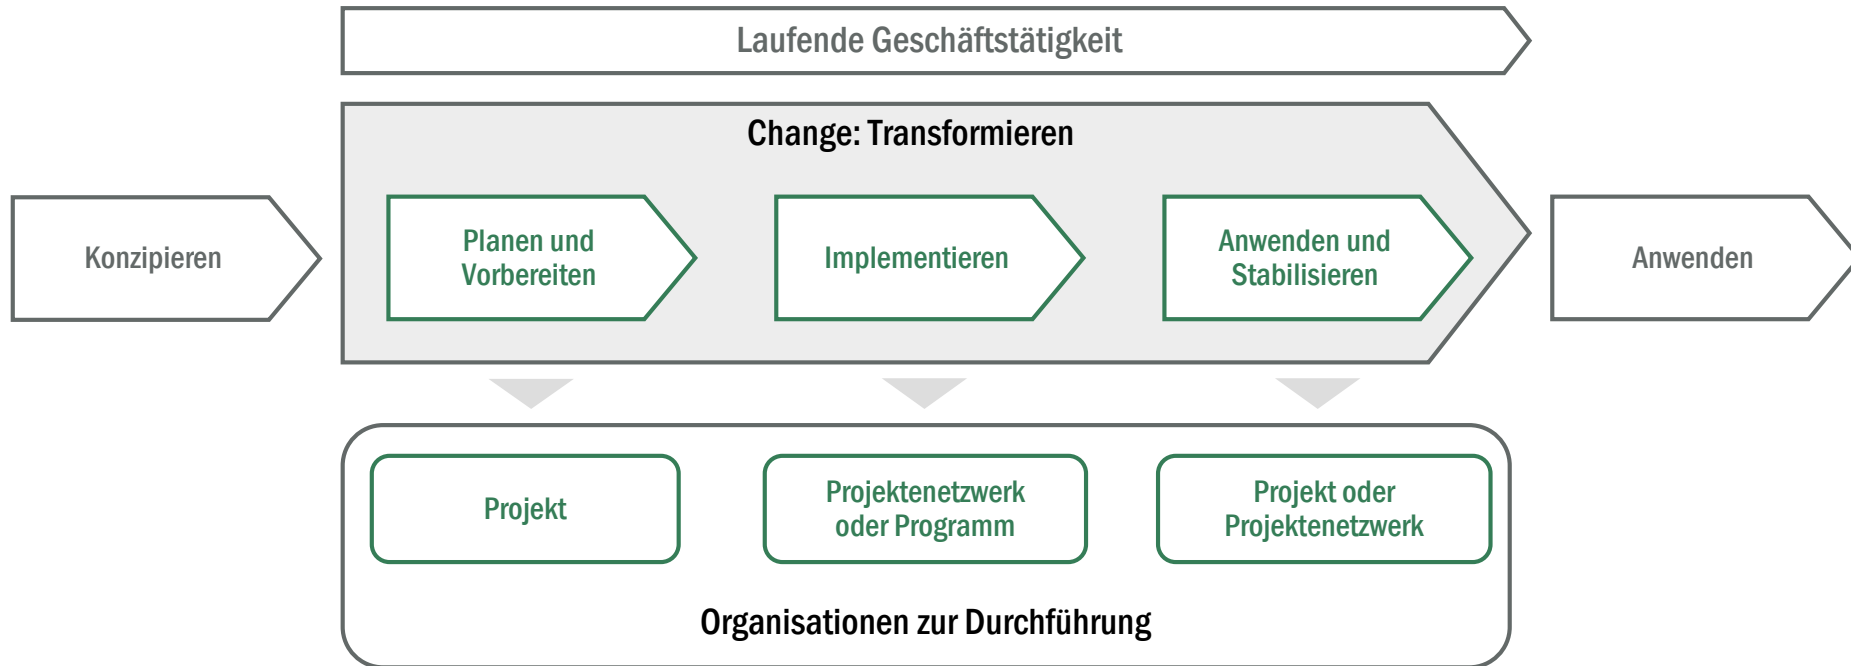 Laufende Geschäftstätigkeit
Change: Transformieren
Konzipieren
Planen und
Vorbereiten
Implementieren
Anwenden und
Stabilisieren
Anwenden
Projekt
Projektenetzwerk
oder Programm
Projekt oder
Projektenetzwerk
Organisationen zur Durchführung